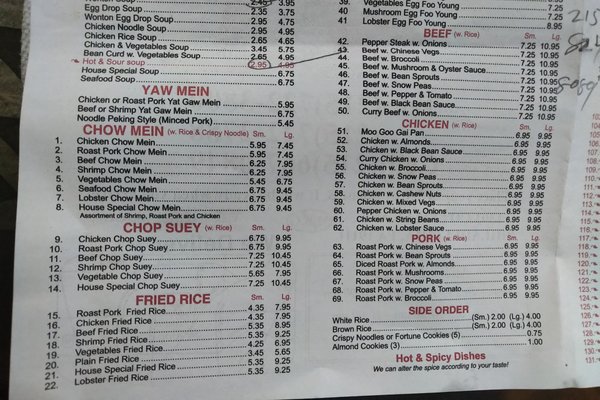 Wonton Soup 2.45 3.95
Egg Drop Soup 2.35 3.75
Wonton Egg Drop Soup 2.95 4.95
Chicken Noodle Soup
Chicken Rice Soup
Chicken & Vegetables Soup 3.45 5.75
Bean Curd w. Vegetables Soup 2.65 4.95
Hot & Sour soup 2.95 4.95
House Special Soup 6.75
Seafood Soup 6.75
YAW MEIN
Chicken or Roast Pork Yat Gaw Mein 5.95
Beef or Shrimp Yat Gaw Mein 6.75
Noodle Peking Style (Minced Pork) 5.45
CHOW MEIN (w. Rice & Crispy Noodle) Sm. Lg.
1. Chicken Chow Mein 5.95 7.45
2. Roast Pork Chow Mein 5.95 7.45
3. Beef Chow Mein 6.25 7.95
4. Shrimp Chow Mein 6.25 7.95
5. Vegetables Chow Mein 5.45 6.75
6. Seafood Chow Mein 6.75 9.45
7. Lobster Chow Mein 6.75 9.45
8. House Special Chow Mein 6.75 9.45
Assortment of Shrimp, Roast Pork and Chicken
CHOP SUEY (w. Rice) Sm. Lg.
9. Chicken Chop Suey 6.75 9.95
10. Roast Pork Chop Suey 6.75 9.95
11. Beef Chop Suey 7.25 10.45
12. Shrimp Chop Suey 7.25 10.45
13. Vegetable Chop Suey 5.65 7.95
14. House Special Chop Suey 7.25 10.45
FRIED RICE Sm. Lg.
15. Roast Pork Fried Rice 4.35 7.95
16. Chicken Fried Rice 4.35 7.95
17. Beef Fried Rice 5.35 8.95
18. Shrimp Fried Rice 5.35 9.25
19. Vegetables Fried Rice 4.35 6.95
20. Plain Fried Rice 3.45 5.65
21. House Special Fried Rice 5.35 9.25
22. Lobster Fried Rice 5.35 9.25
39. Vegetable Egg Foo Young
40. Mushroom Egg Foo Young 8.95
41. Lobster Egg Foo Young 8.95
BEEF (w. Rice) Sm. Lg.
42. Pepper Steak w. Onions 7.25 10.95
43. Beef w. Chinese Vegs 7.25 10.95
44. Beef w. Broccoli 7.25 10.95
45. Beef w. Mushroom & Oyster Sauce 7.25 10.95
46. Beef w. Bean Sprouts 7.25 10.95
47. Beef w. Snow Peas 7.25 10.95
48. Beef w. Pepper & Tomato 7.25 10.95
49. Beef w. Black Bean Sauce 7.25 10.95
50. Curry Beef w. Onions 7.25 10.95
CHICKEN (w. Rice) Sm. Lg.
51. Moo Goo Gai Pan 6.95 9.95
52. Chicken w. Almonds 6.95 9.95
53. Chicken w. Black Bean Sauce 6.95 9.95
54. Curry Chicken w. Onions 6.95 9.95
55. Chicken w. Broccoli 6.95 9.95
56. Chicken w. Snow Peas 6.95 9.95
57. Chicken w. Bean Sprouts 6.95 9.95
58. Chicken w. Cashew Nuts 6.95 9.95
59. Chicken w. Mixed Vegs 6.95 9.95
60. Pepper Chicken w. Onions 6.95 9.95
61. Chicken w. String Beans 6.95 9.95
62. Chicken w. Lobster Sauce 6.95 9.95
PORK (w. Rice) Sm. Lg.
63. Roast Pork w. Chinese Vegs 6.95 9.95
64. Roast Pork w. Bean Sprouts 6.95 9.95
65. Diced Roast Pork w. Almonds 6.95 9.95
66. Roast Pork w. Mushrooms 6.95 9.95
67. Roast Pork w. Snow Peas 6.95 9.95
68. Roast Pork w. Pepper & Tomato 6.95 9.95
69. Roast Pork w. Broccoli 6.95 9.95
SIDE ORDER
White Rice (Sm.) 2.00 (Lg.) 4.00
Brown Rice (Sm.) 2.00 (Lg.) 4.00
Crispy Noodles or Fortune Cookies (5) 0.75
Almond Cookies (3) 1.00
Hot & Spicy Dishes
We can alter the spice according to your taste!
215